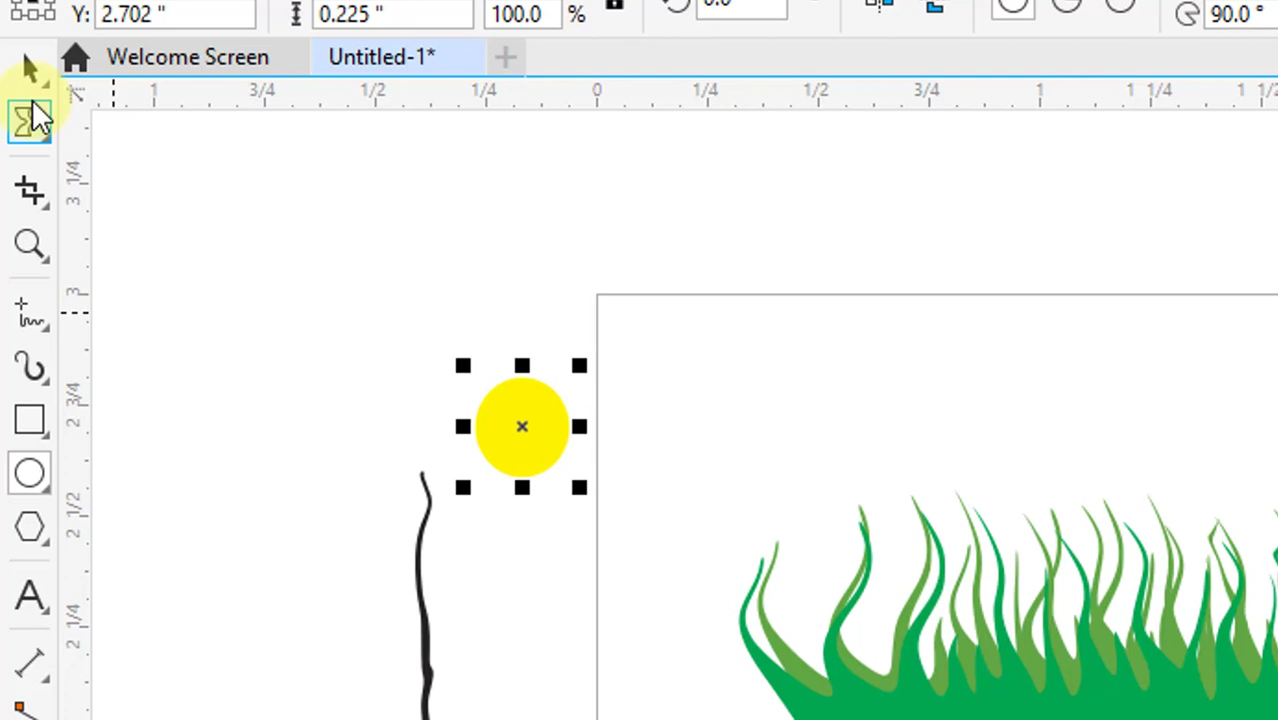 Y: 2.702 " 0.225 " 100.0 % 90.0 °
Welcome Screen Untitled-1* +
1 3/4 1/2 1/4 0 1/4 1/2 3/4 1 1 1/4
3 1/4
3
2 3/4
2 1/2
2 1/4
A